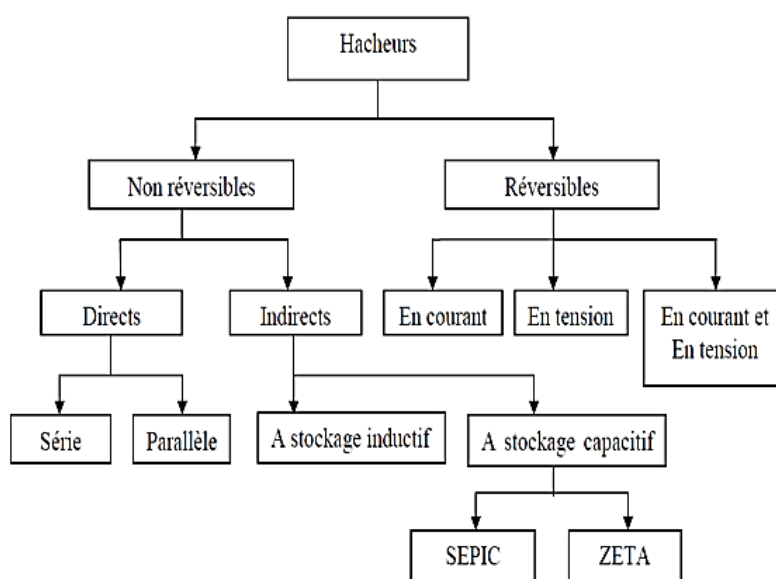 Hacheurs
Non réversibles
Réversibles
Directs
Indirects
En courant
En tension
En courant et
En tension
Série
Parallèle
A stockage inductif
A stockage capacitif
SEPIC
ZETA